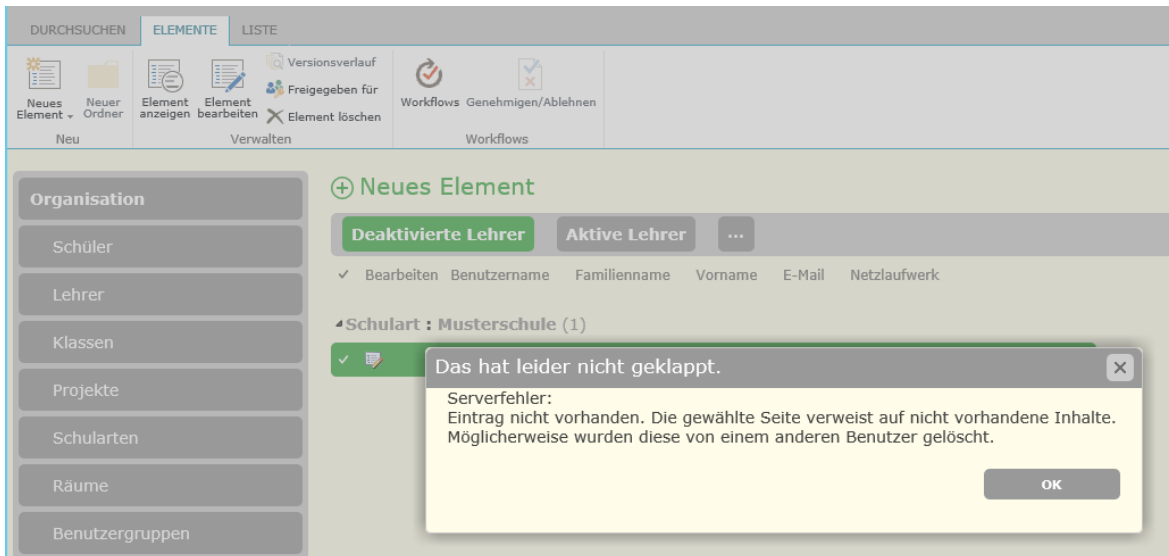 DURCHSUCHEN ELEMENTE LISTE
Neues Element
Neuer Ordner
Element anzeigen
Element bearbeiten
Versionsverlauf
Freigegeben für
Element löschen
Workflows
Genehmigen/Ablehnen
Neu
Verwalten
Workflows
Organisation
Schüler
Lehrer
Klassen
Projekte
Schularten
Räume
Benutzergruppen
Neues Element
Deaktivierte Lehrer Aktive Lehrer ...
Bearbeiten Benutzername Familienname Vorname E-Mail Netzlaufwerk
Schulart : Musterschule (1)
Das hat leider nicht geklappt.
Serverfehler:
Eintrag nicht vorhanden. Die gewählte Seite verweist auf nicht vorhandene Inhalte.
Möglicherweise wurden diese von einem anderen Benutzer gelöscht.
OK